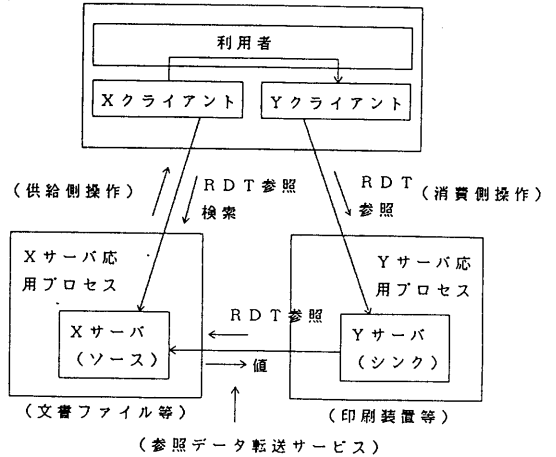 利用者
Xクライアント
Yクライアント
(供給側操作)
RDT参照
検索
RDT
参照
(消費側操作)
Xサーバ応
用プロセス
Yサーバ応
用プロセス
Xサーバ
(ソース)
RDT参照
値
Yサーバ
(シンク)
(文書ファイル等)
(印刷装置等)
(参照データ転送サービス)